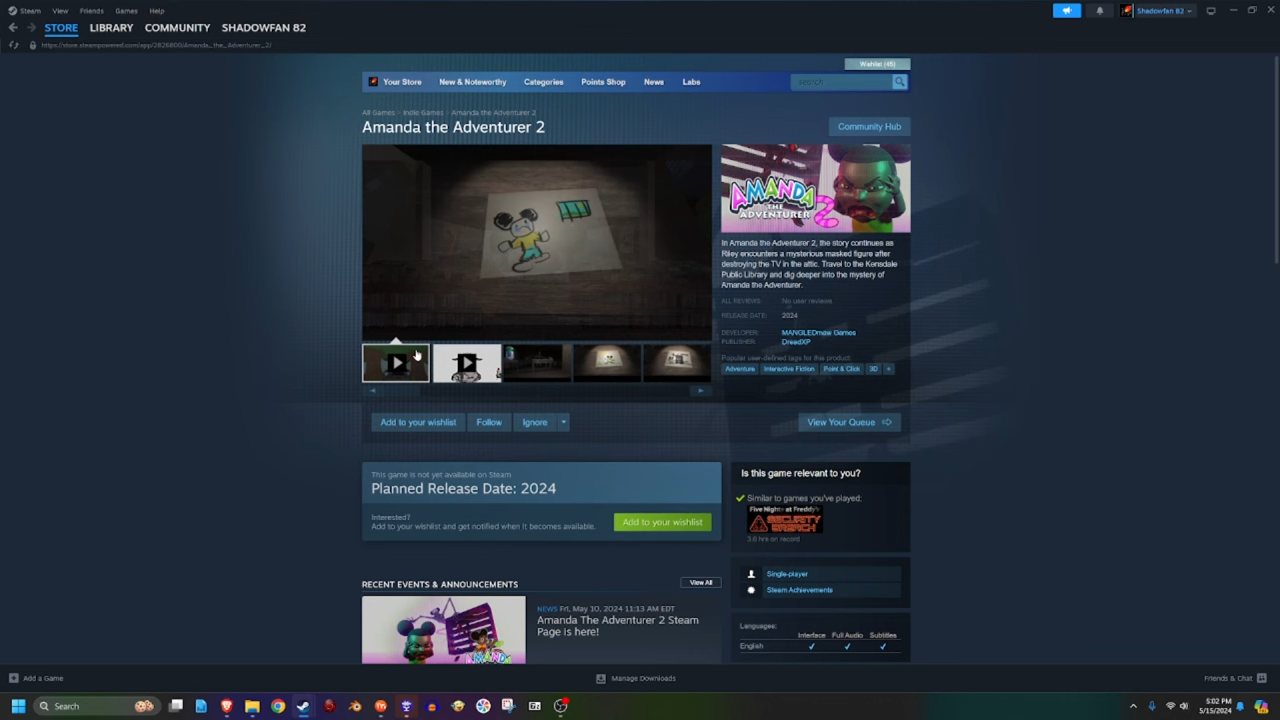 Steam View Friends Games Help
Shadowfan 82
STORE LIBRARY COMMUNITY SHADOWFAN 82
https://store.steampowered.com/app/2826800/Amanda_the_Adventurer_2/
Wishlist (45)
Your Store New & Noteworthy Categories Points Shop News Labs
search
All Games > Indie Games > Amanda the Adventurer 2
Amanda the Adventurer 2
Community Hub
AMANDA
THE
ADVENTURER
2
In Amanda the Adventurer 2, the story continues as
Riley encounters a mysterious masked figure after
destroying the TV in the attic. Travel to the Kensdale
Public Library and dig deeper into the mystery of
Amanda the Adventurer.
ALL REVIEWS: No user reviews
RELEASE DATE: 2024
DEVELOPER: MANGLEDmaw Games
PUBLISHER: DreadXP
Popular user-defined tags for this product:
Adventure Interactive Fiction Point & Click 3D +
Add to your wishlist Follow Ignore
View Your Queue
This game is not yet available on Steam
Planned Release Date: 2024
Interested?
Add to your wishlist and get notified when it becomes available.
Add to your wishlist
Is this game relevant to you?
Similar to games you've played:
Five Nights at Freddy's
SECURITY
BREACH
3.6 hrs on record
Single-player
Steam Achievements
RECENT EVENTS & ANNOUNCEMENTS
View All
NEWS Fri, May 10, 2024 11:13 AM EDT
Amanda The Adventurer 2 Steam
Page is here!
Languages:
Interface Full Audio Subtitles
English ✓ ✓ ✓
Add a Game
Manage Downloads
Friends & Chat
Search
5:02 PM
5/15/2024